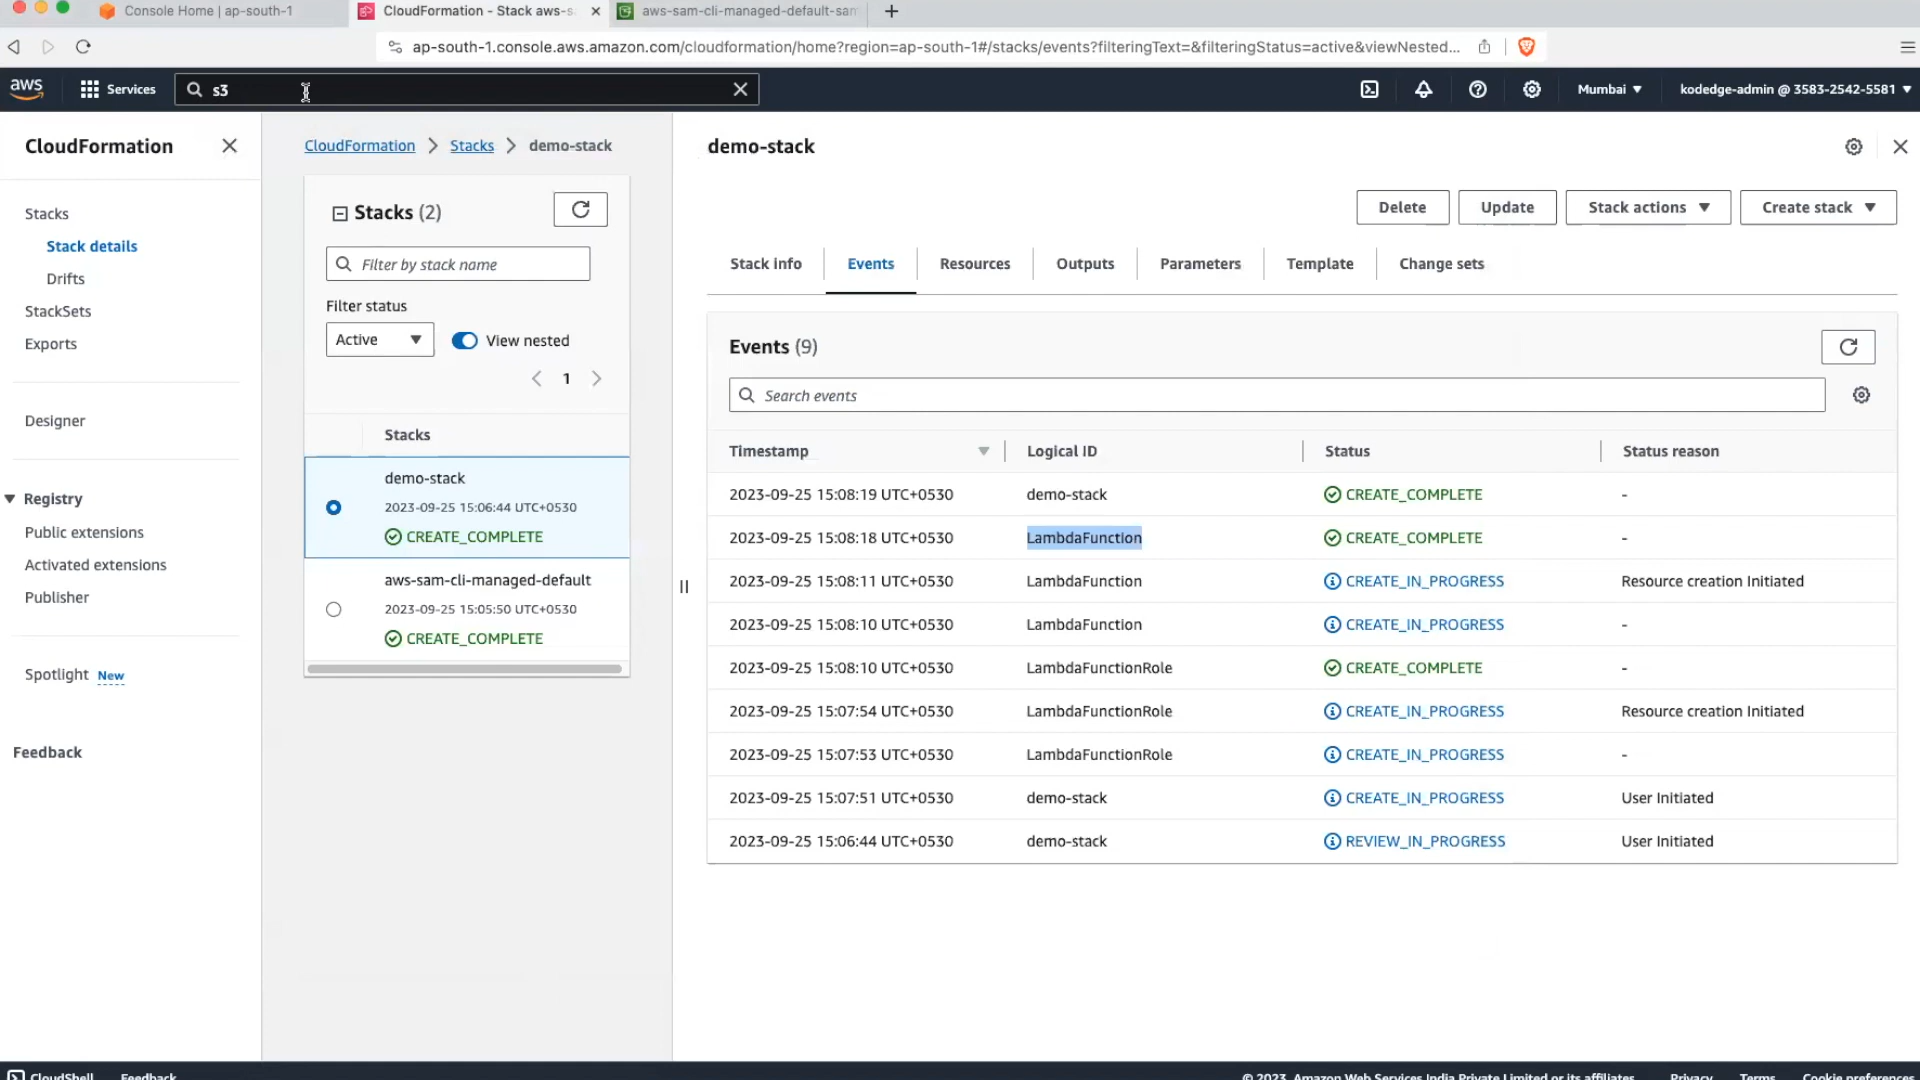 Console Home | ap-south-1
CloudFormation - Stack aws-s
aws-sam-cli-managed-default-sam
ap-south-1.console.aws.amazon.com/cloudformation/home?region=ap-south-1#/stacks/events?filteringText=&filteringStatus=active&viewNested...
aws
Services
s3
Mumbai
kodedge-admin @ 3583-2542-5581
CloudFormation
Stacks
Stack details
Drifts
StackSets
Exports
Designer
Registry
Public extensions
Activated extensions
Publisher
Spotlight New
Feedback
CloudFormation > Stacks > demo-stack
Stacks (2)
Filter by stack name
Filter status
Active
View nested
1
Stacks
demo-stack
2023-09-25 15:06:44 UTC+0530
CREATE_COMPLETE
aws-sam-cli-managed-default
2023-09-25 15:05:50 UTC+0530
CREATE_COMPLETE
demo-stack
Delete Update Stack actions Create stack
Stack info Events Resources Outputs Parameters Template Change sets
Events (9)
Search events
Timestamp Logical ID Status Status reason
2023-09-25 15:08:19 UTC+0530 demo-stack CREATE_COMPLETE -
2023-09-25 15:08:18 UTC+0530 LambdaFunction CREATE_COMPLETE -
2023-09-25 15:08:11 UTC+0530 LambdaFunction CREATE_IN_PROGRESS Resource creation Initiated
2023-09-25 15:08:10 UTC+0530 LambdaFunction CREATE_IN_PROGRESS -
2023-09-25 15:08:10 UTC+0530 LambdaFunctionRole CREATE_COMPLETE -
2023-09-25 15:07:54 UTC+0530 LambdaFunctionRole CREATE_IN_PROGRESS Resource creation Initiated
2023-09-25 15:07:53 UTC+0530 LambdaFunctionRole CREATE_IN_PROGRESS -
2023-09-25 15:07:51 UTC+0530 demo-stack CREATE_IN_PROGRESS User Initiated
2023-09-25 15:06:44 UTC+0530 demo-stack REVIEW_IN_PROGRESS User Initiated
CloudShell Feedback © 2023, Amazon Web Services India Private Limited or its affiliates. Privacy Terms Cookie preferences